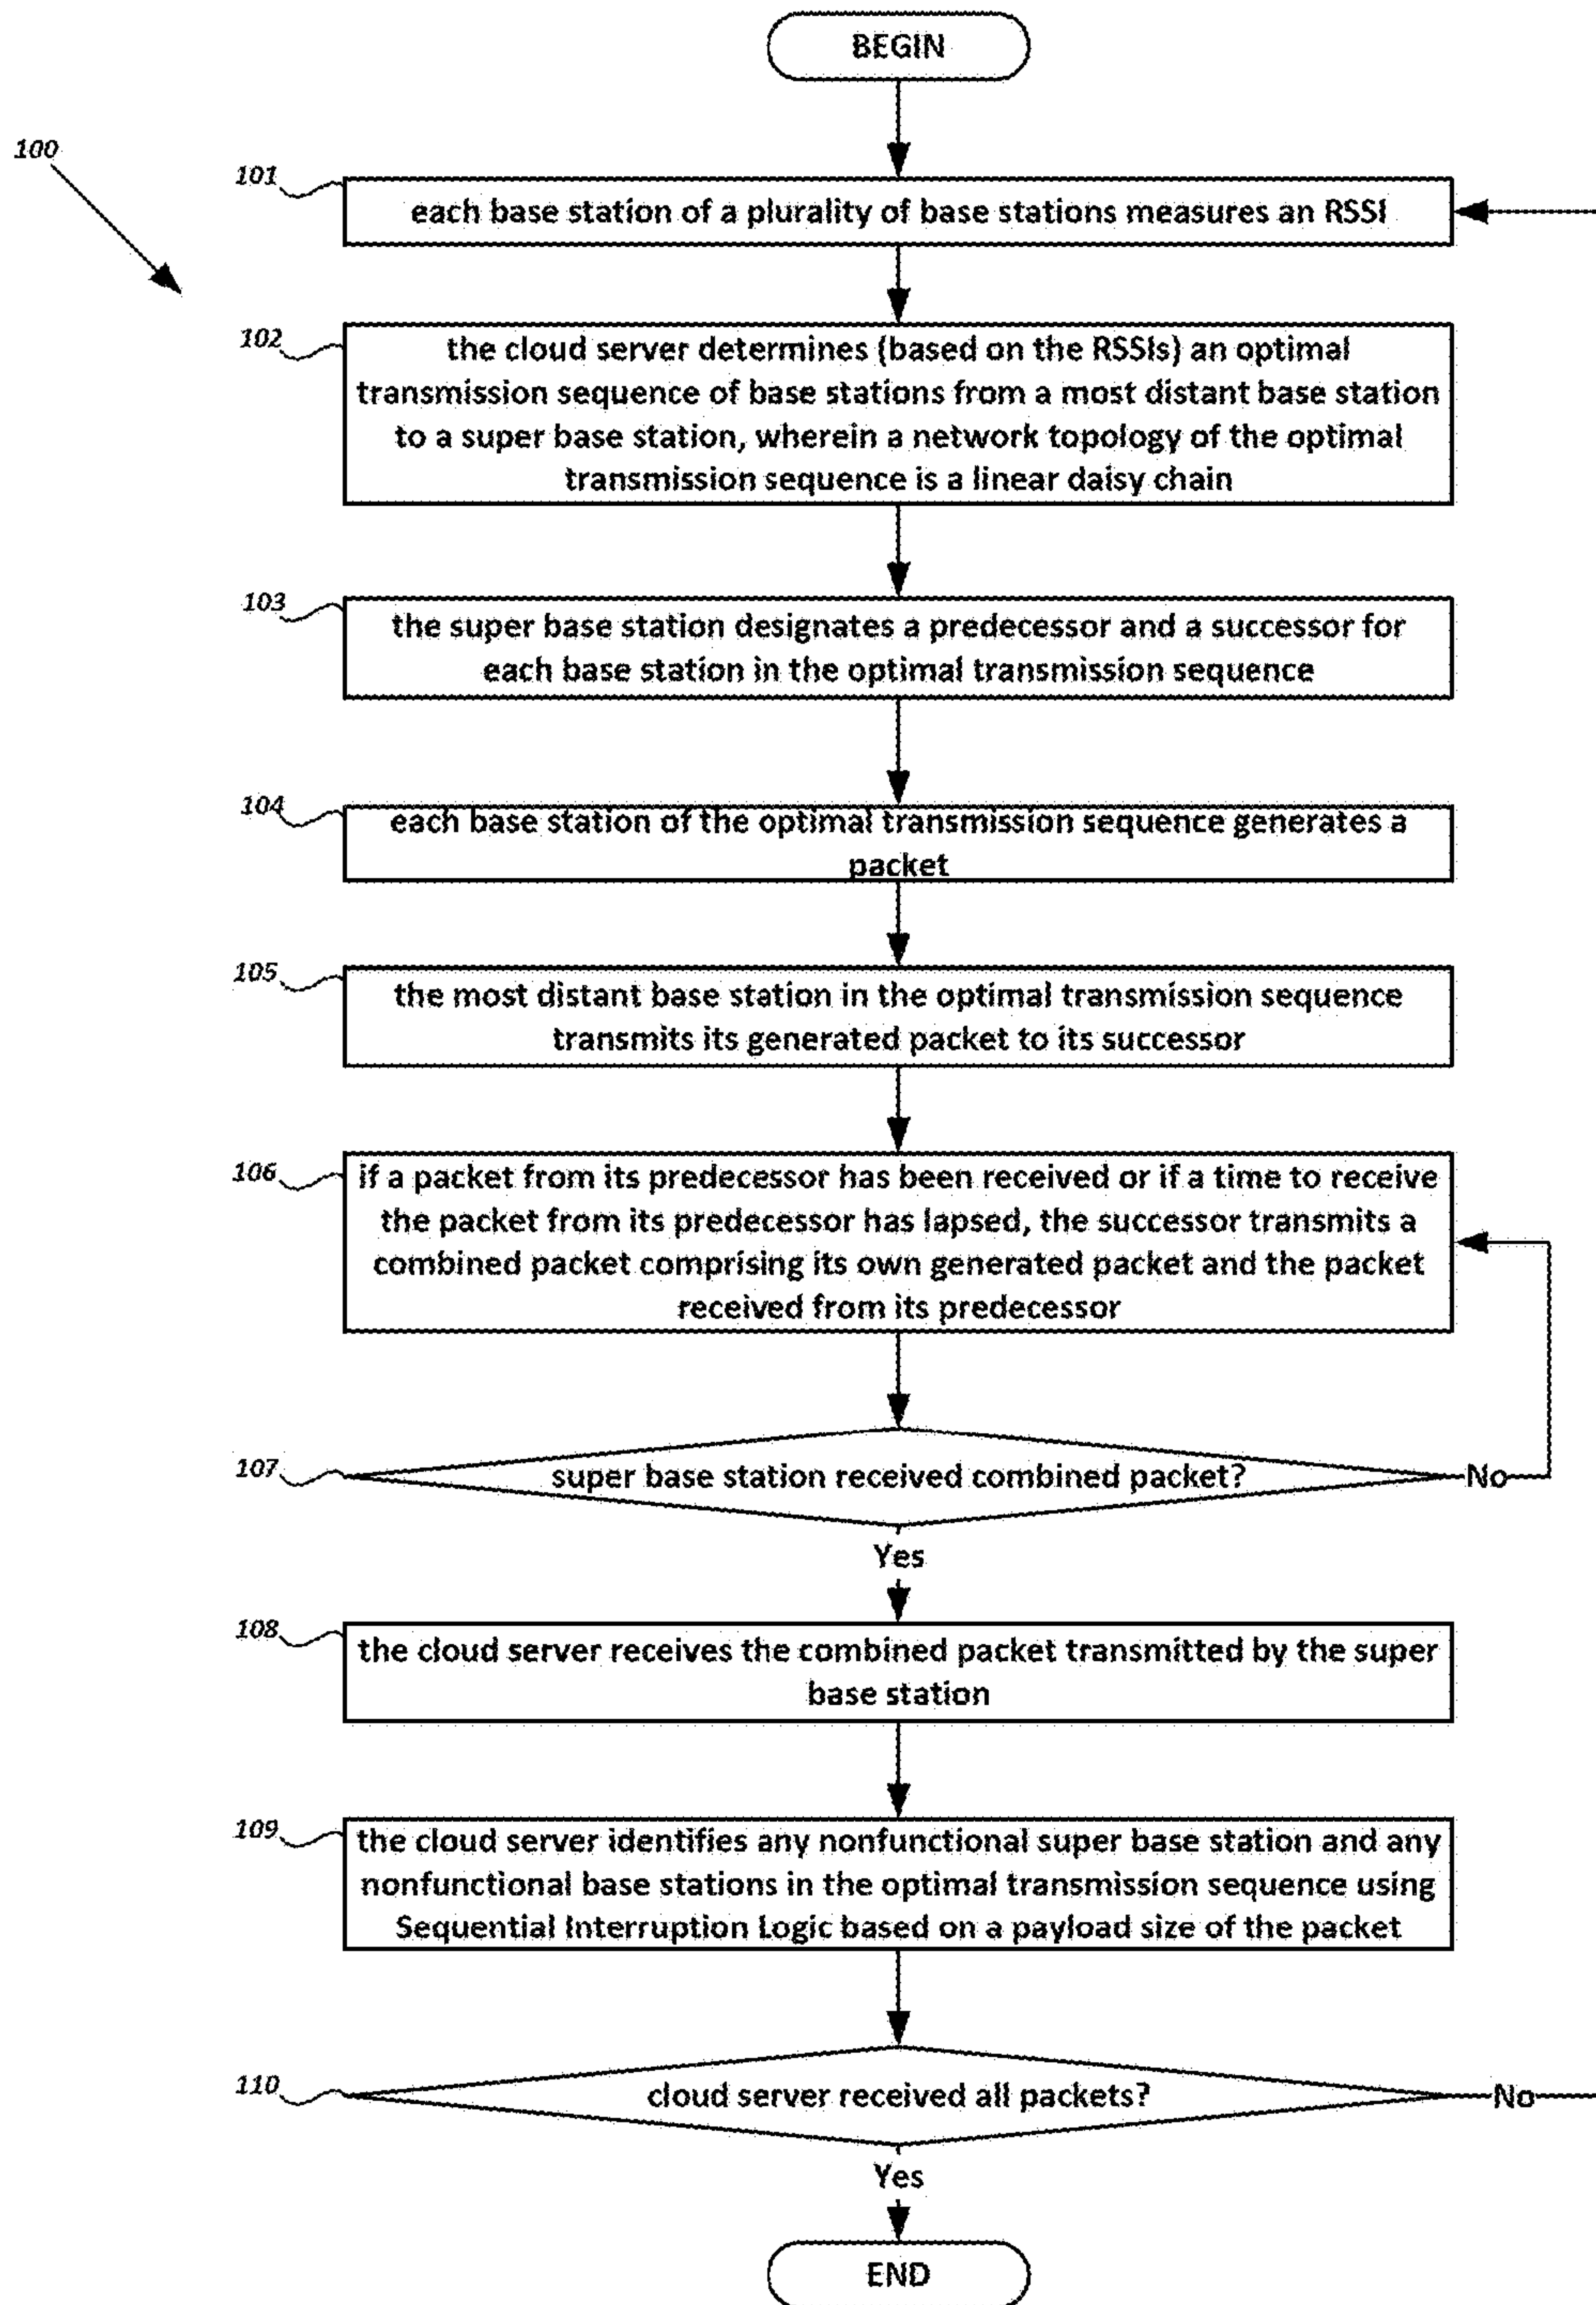 BEGIN
100
101
each base station of a plurality of base stations measures an RSSI
102
the cloud server determines (based on the RSSIs) an optimal
transmission sequence of base stations from a most distant base station
to a super base station, wherein a network topology of the optimal
transmission sequence is a linear daisy chain
103
the super base station designates a predecessor and a successor for
each base station in the optimal transmission sequence
104
each base station of the optimal transmission sequence generates a
packet
105
the most distant base station in the optimal transmission sequence
transmits its generated packet to its successor
106
if a packet from its predecessor has been received or if a time to receive
the packet from its predecessor has lapsed, the successor transmits a
combined packet comprising its own generated packet and the packet
received from its predecessor
107
super base station received combined packet?
No
Yes
108
the cloud server receives the combined packet transmitted by the super
base station
109
the cloud server identifies any nonfunctional super base station and any
nonfunctional base stations in the optimal transmission sequence using
Sequential Interruption Logic based on a payload size of the packet
110
cloud server received all packets?
No
Yes
END